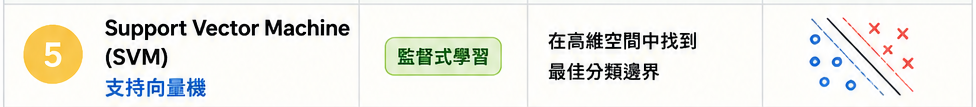 5
Support Vector Machine
(SVM)
支持向量機
監督式學習
在高維空間中找到
最佳分類邊界